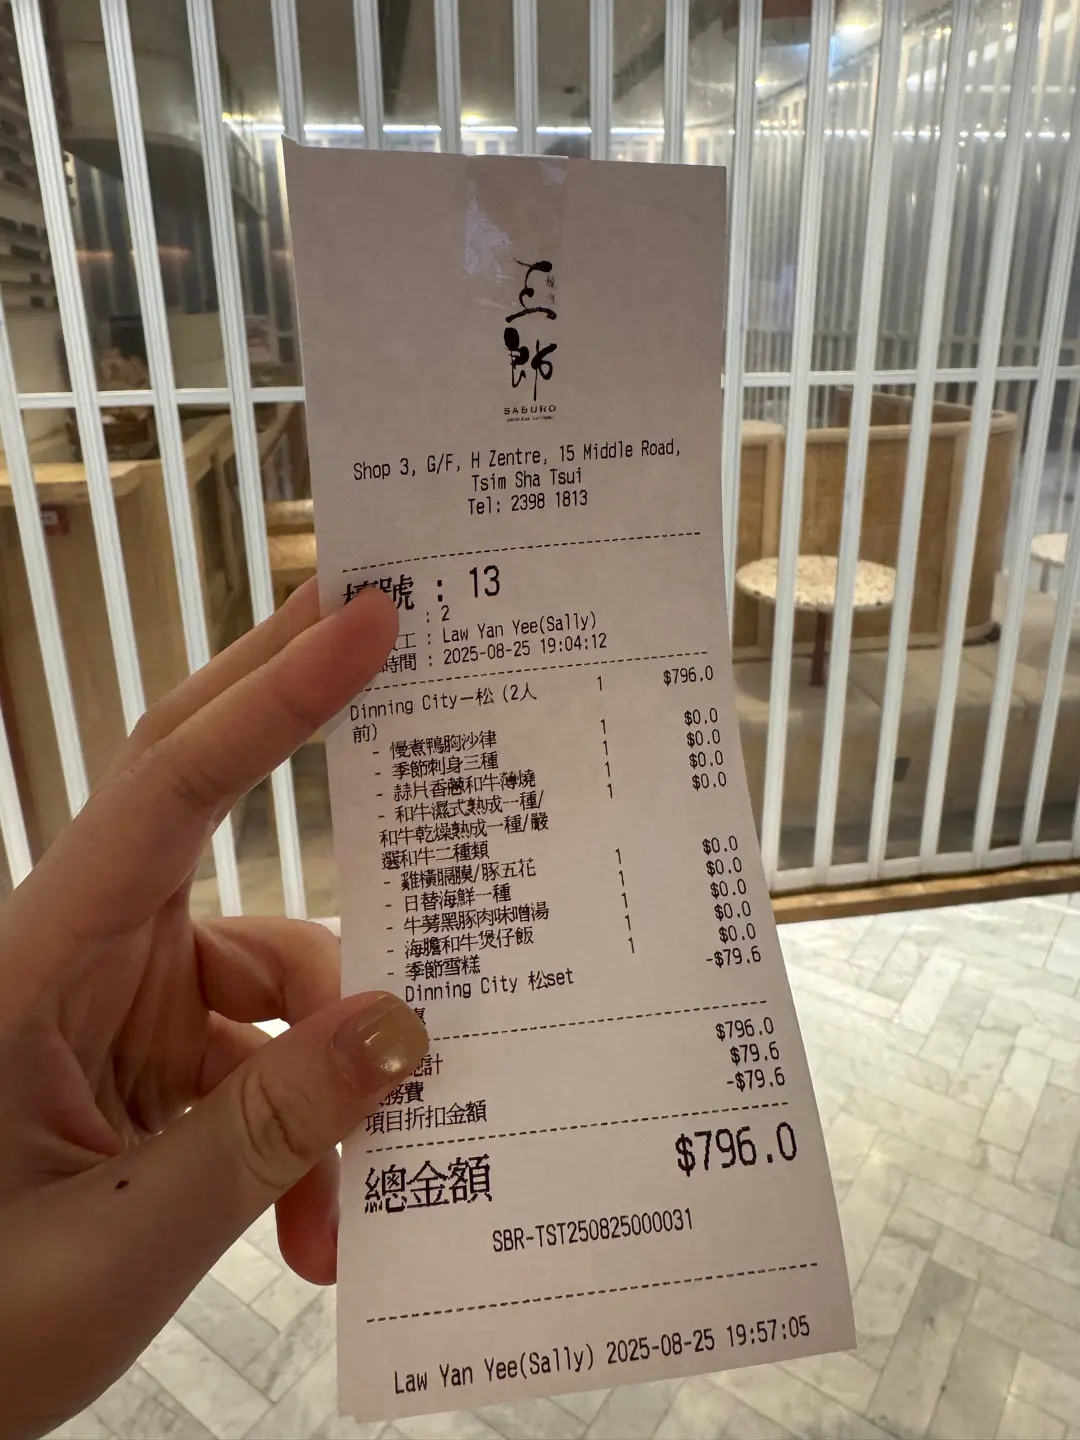 三郎
SABURO
Shop 3, G/F, H Zentre, 15 Middle Road,
Tsim Sha Tsui
Tel: 2398 1813
號 : 13
: 2
工 : Law Yan Yee(Sally)
時間 : 2025-08-25 19:04:12
Dinning City－松 (2人 1 $796.0
前)
- 慢煮鴨胸沙律 1 $0.0
- 季節刺身三種 1 $0.0
- 蒜片香蔥和牛薄燒 1 $0.0
- 和牛濕式熟成一種/ 1 $0.0
和牛乾燥熟成一種/嚴
選和牛二種類
- 雞橫膈膜/豚五花 1 $0.0
- 日替海鮮一種 1 $0.0
- 牛蒡黑豚肉味噌湯 1 $0.0
- 海膽和牛煲仔飯 1 $0.0
- 季節雪糕 1 $0.0
Dinning City 松set -$79.6
惠
總計 $796.0
務費 $79.6
項目折扣金額 -$79.6
總金額 $796.0
SBR-TST250825000031
Law Yan Yee(Sally) 2025-08-25 19:57:05